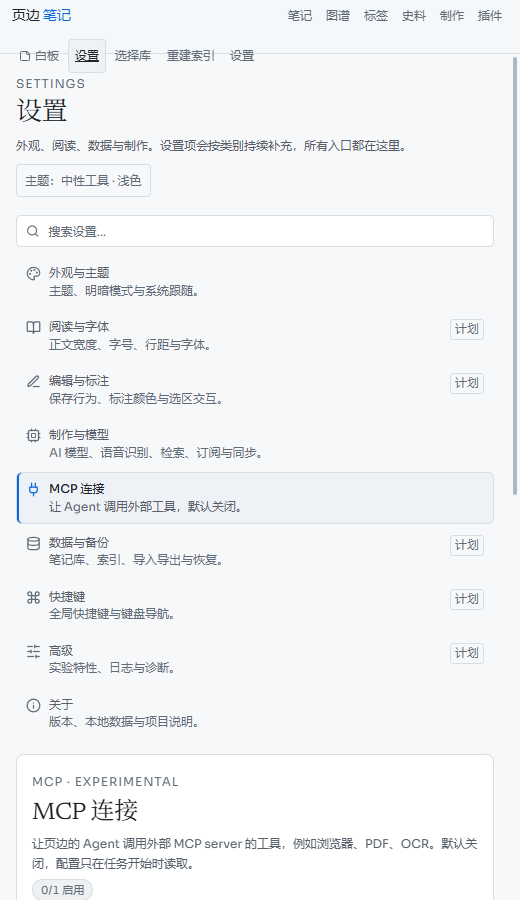 页边 笔记 笔记 图谱 标签 史料 制作 插件
白板 设置 选择库 重建索引 设置
SETTINGS
设置
外观、阅读、数据与制作。设置项会按类别持续补充，所有入口都在这里。
主题：中性工具 · 浅色
搜索设置...
外观与主题
主题、明暗模式与系统跟随。
阅读与字体 计划
正文宽度、字号、行距与字体。
编辑与标注 计划
保存行为、标注颜色与选区交互。
制作与模型
AI 模型、语音识别、检索、订阅与同步。
MCP 连接
让 Agent 调用外部工具，默认关闭。
数据与备份 计划
笔记库、索引、导入导出与恢复。
快捷键 计划
全局快捷键与键盘导航。
高级 计划
实验特性、日志与诊断。
关于
版本、本地数据与项目说明。
MCP · EXPERIMENTAL
MCP 连接
让页边的 Agent 调用外部 MCP server 的工具，例如浏览器、PDF、OCR。默认关
闭，配置只在任务开始时读取。
0/1 启用